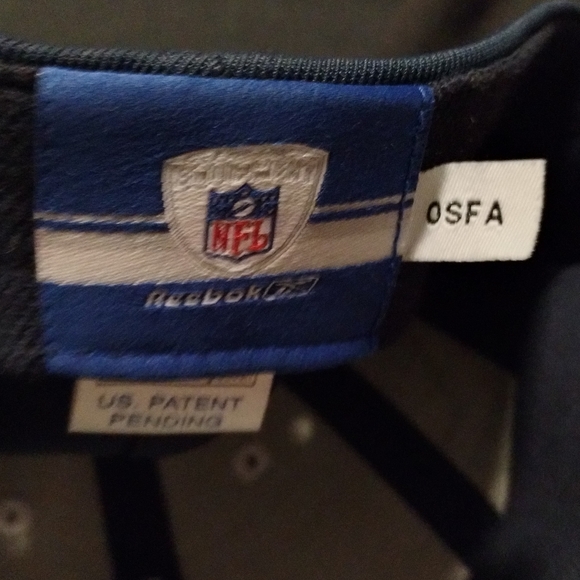 NFL
Reebok
OSFA
US. PATENT
PENDING